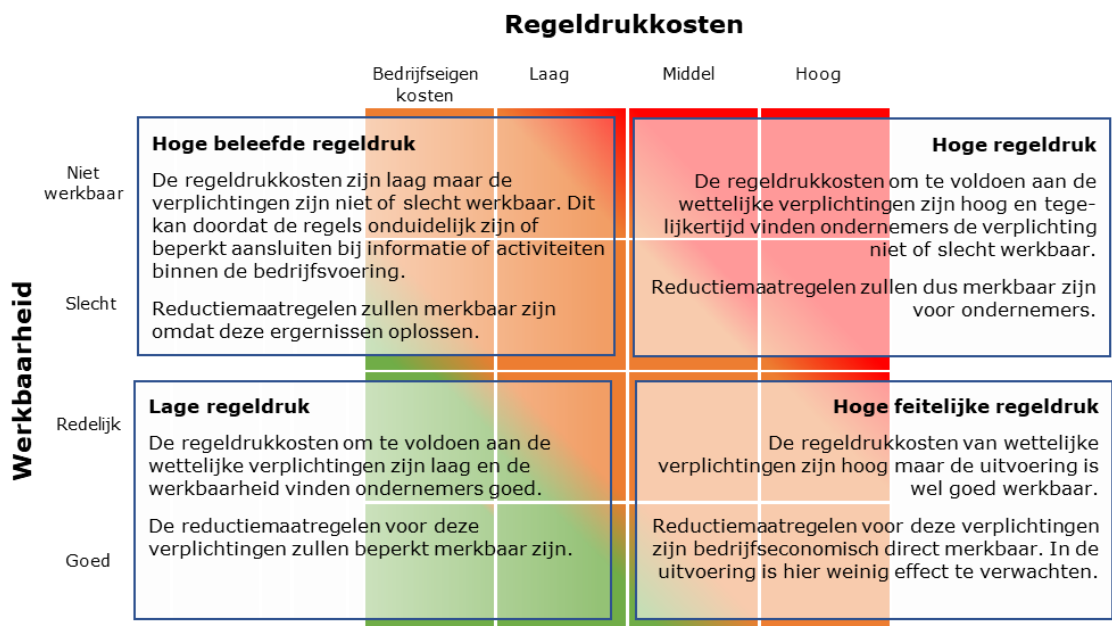 Regeldrukkosten
Bedrijfseigen
kosten
Laag
Middel
Hoog
Werkbaarheid
Niet
werkbaar
Slecht
Redelijk
Goed
Hoge beleefde regeldruk
De regeldrukkosten zijn laag maar de
verplichtingen zijn niet of slecht werkbaar. Dit
kan doordat de regels onduidelijk zijn of
beperkt aansluiten bij informatie of activiteiten
binnen de bedrijfsvoering.
Reductiemaatregelen zullen merkbaar zijn
omdat deze ergernissen oplossen.
Hoge regeldruk
De regeldrukkosten om te voldoen aan de
wettelijke verplichtingen zijn hoog en tege-
lijkertijd vinden ondernemers de verplichting
niet of slecht werkbaar.
Reductiemaatregelen zullen dus merkbaar zijn
voor ondernemers.
Lage regeldruk
De regeldrukkosten om te voldoen aan de
wettelijke verplichtingen zijn laag en de
werkbaarheid vinden ondernemers goed.
De reductiemaatregelen voor deze
verplichtingen zullen beperkt merkbaar zijn.
Hoge feitelijke regeldruk
De regeldrukkosten van wettelijke
verplichtingen zijn hoog maar de uitvoering is
wel goed werkbaar.
Reductiemaatregelen voor deze verplichtingen
zijn bedrijfseconomisch direct merkbaar. In de
uitvoering is hier weinig effect te verwachten.